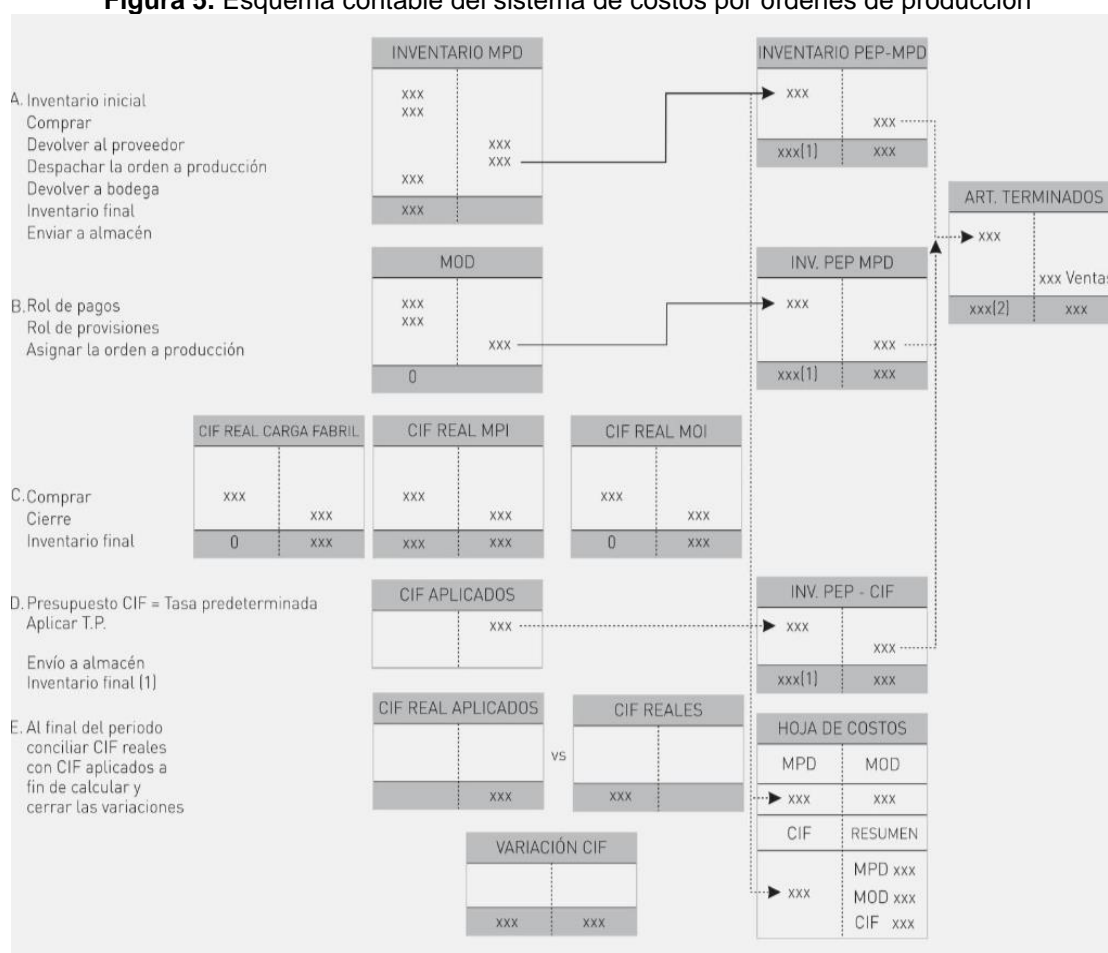 Figura 5. Esquema contable del sistema de costos por órdenes de producción
INVENTARIO MPD
INVENTARIO PEP-MPD
A. Inventario inicial
Comprar
Devolver al proveedor
Despachar la orden a producción
Devolver a bodega
Inventario final
Enviar a almacén
xxx
xxx
xxx
xxx
xxx
xxx
xxx
xxx
xxx(1) xxx
ART. TERMINADOS
xxx
xxx Ventas
xxx(2) xxx
MOD
INV. PEP MPD
B. Rol de pagos
Rol de provisiones
Asignar la orden a producción
xxx
xxx
xxx
0
xxx
xxx
xxx(1) xxx
CIF REAL CARGA FABRIL
CIF REAL MPI
CIF REAL MOI
C. Comprar
Cierre
Inventario final
xxx
xxx
0 xxx
xxx
xxx
xxx xxx
xxx
xxx
0 xxx
D. Presupuesto CIF = Tasa predeterminada
Aplicar T.P.
Envío a almacén
Inventario final (1)
CIF APLICADOS
xxx
INV. PEP - CIF
xxx
xxx
xxx(1) xxx
E. Al final del periodo
conciliar CIF reales
con CIF aplicados a
fin de calcular y
cerrar las variaciones
CIF REAL APLICADOS
xxx
vs
CIF REALES
xxx
HOJA DE COSTOS
MPD MOD
xxx xxx
CIF RESUMEN
xxx
MPD xxx
MOD xxx
CIF xxx
VARIACIÓN CIF
xxx xxx